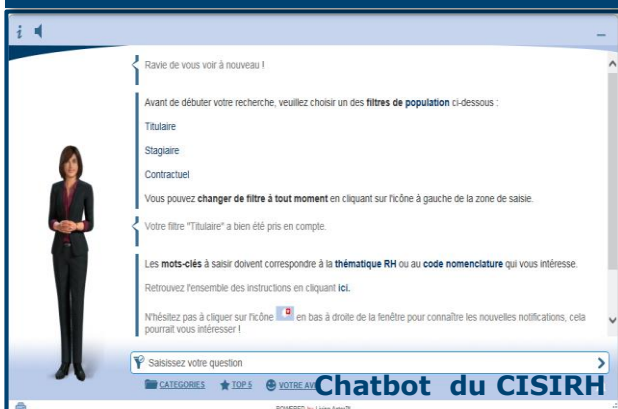 i
Ravie de vous voir à nouveau !
Avant de débuter votre recherche, veuillez choisir un des filtres de population ci-dessous :
Titulaire
Stagiaire
Contractuel
Vous pouvez changer de filtre à tout moment en cliquant sur l'icône à gauche de la zone de saisie.
Votre filtre "Titulaire" a bien été pris en compte.
Les mots-clés à saisir doivent correspondre à la thématique RH ou au code nomenclature qui vous intéresse.
Retrouvez l'ensemble des instructions en cliquant ici.
N'hésitez pas à cliquer sur l'icône en bas à droite de la fenêtre pour connaître les nouvelles notifications, cela
pourrait vous intéresser !
Saisissez votre question
CATEGORIES TOP 5 VOTRE
Chatbot du CISIRH